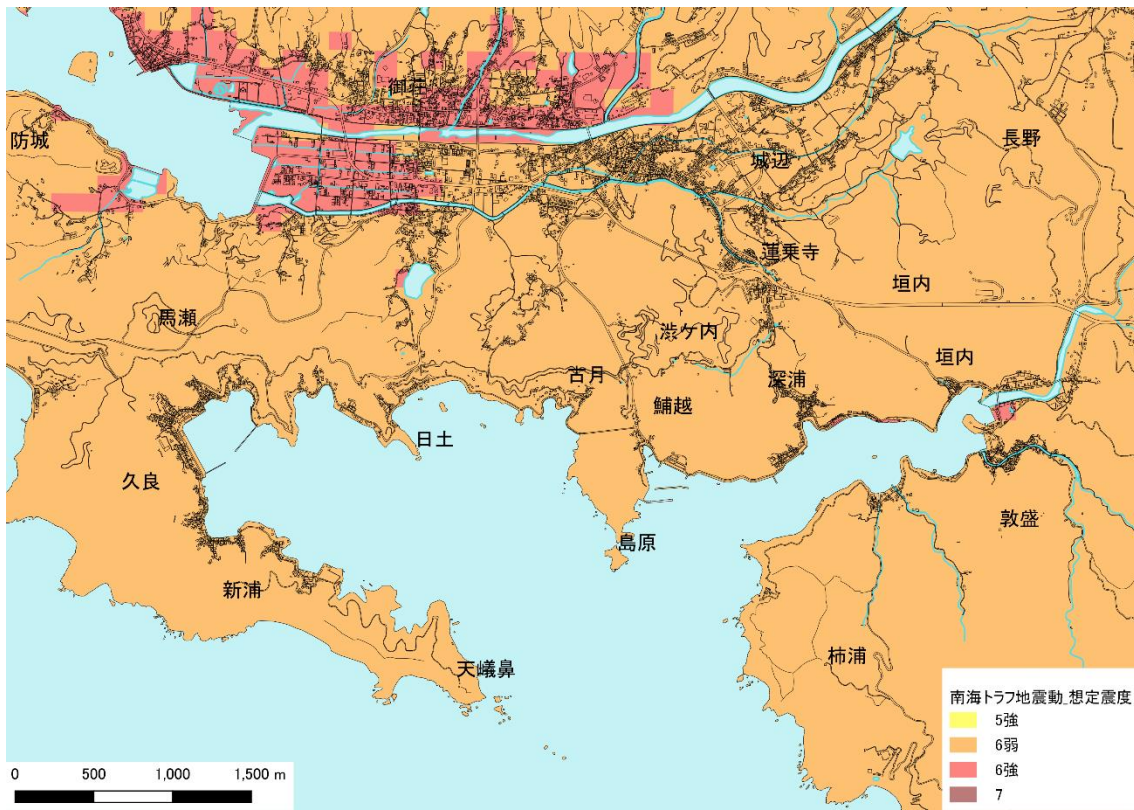 御荘
防城
長野
城辺
蓮乗寺
垣内
馬瀬
渋ケ内
垣内
古月
深浦
鯆越
日土
久良
敦盛
島原
新浦
柿浦
天嶬鼻
南海トラフ地震動_想定震度
5強
6弱
6強
7
0 500 1,000 1,500 m